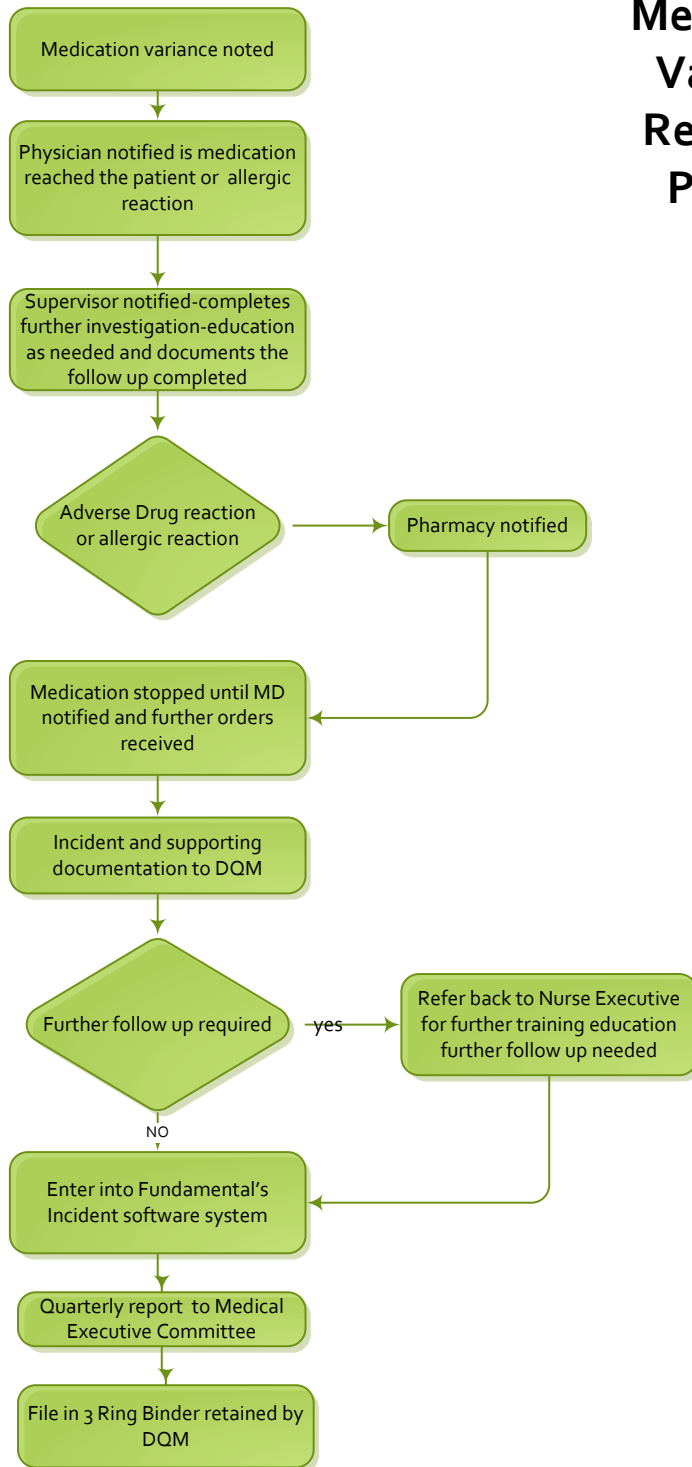 Me
Va
Re
P
Medication variance noted
Physician notified is medication
reached the patient or allergic
reaction
Supervisor notified-completes
further investigation-education
as needed and documents the
follow up completed
Adverse Drug reaction
or allergic reaction
Pharmacy notified
Medication stopped until MD
notified and further orders
received
Incident and supporting
documentation to DQM
Further follow up required
yes
Refer back to Nurse Executive
for further training education
further follow up needed
NO
Enter into Fundamental's
Incident software system
Quarterly report to Medical
Executive Committee
File in 3 Ring Binder retained by
DQM